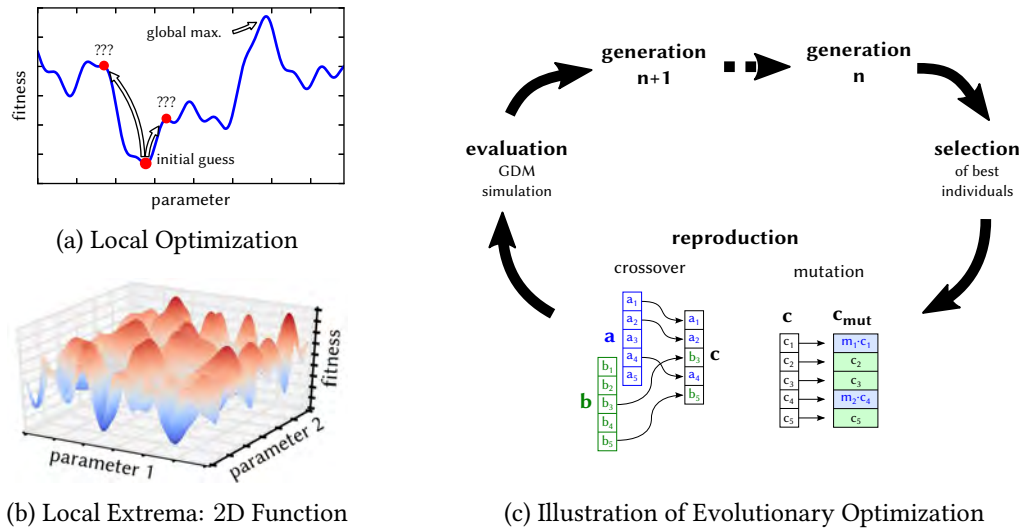 global max.
???
???
initial guess
fitness
parameter
(a) Local Optimization
fitness
parameter 1
parameter 2
(b) Local Extrema: 2D Function
generation
n+1
generation
n
evaluation
GDM
simulation
selection
of best
individuals
reproduction
crossover
mutation
a
a₁
a₂
a₃
a₄
a₅
b
b₁
b₂
b₃
b₄
b₅
a₁
a₂
b₃
a₄
b₅
c
c
c₁
c₂
c₃
c₄
c₅
cmut
m₁·c₁
c₂
c₃
m₂·c₄
c₅
(c) Illustration of Evolutionary Optimization